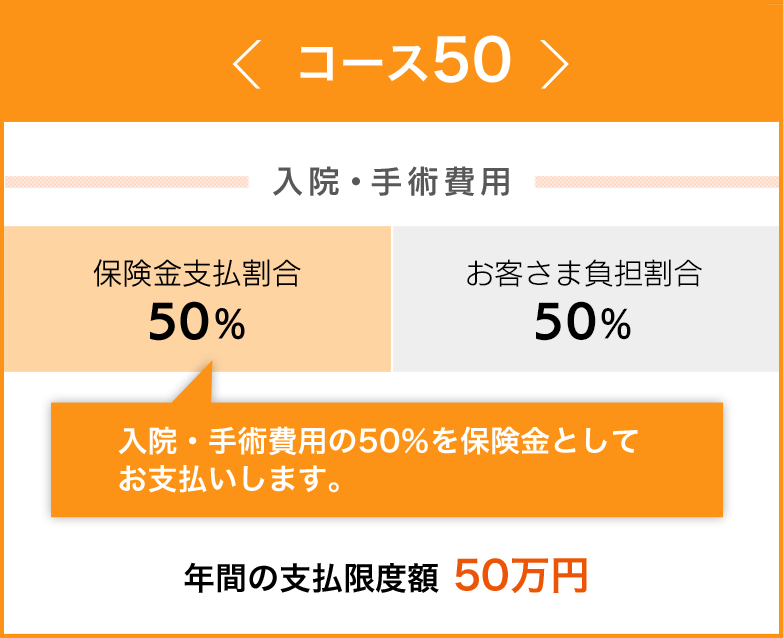 〈 コース50 〉
入院・手術費用
保険金支払割合
50%
お客さま負担割合
50%
入院・手術費用の50%を保険金として
お支払いします。
年間の支払限度額 50万円